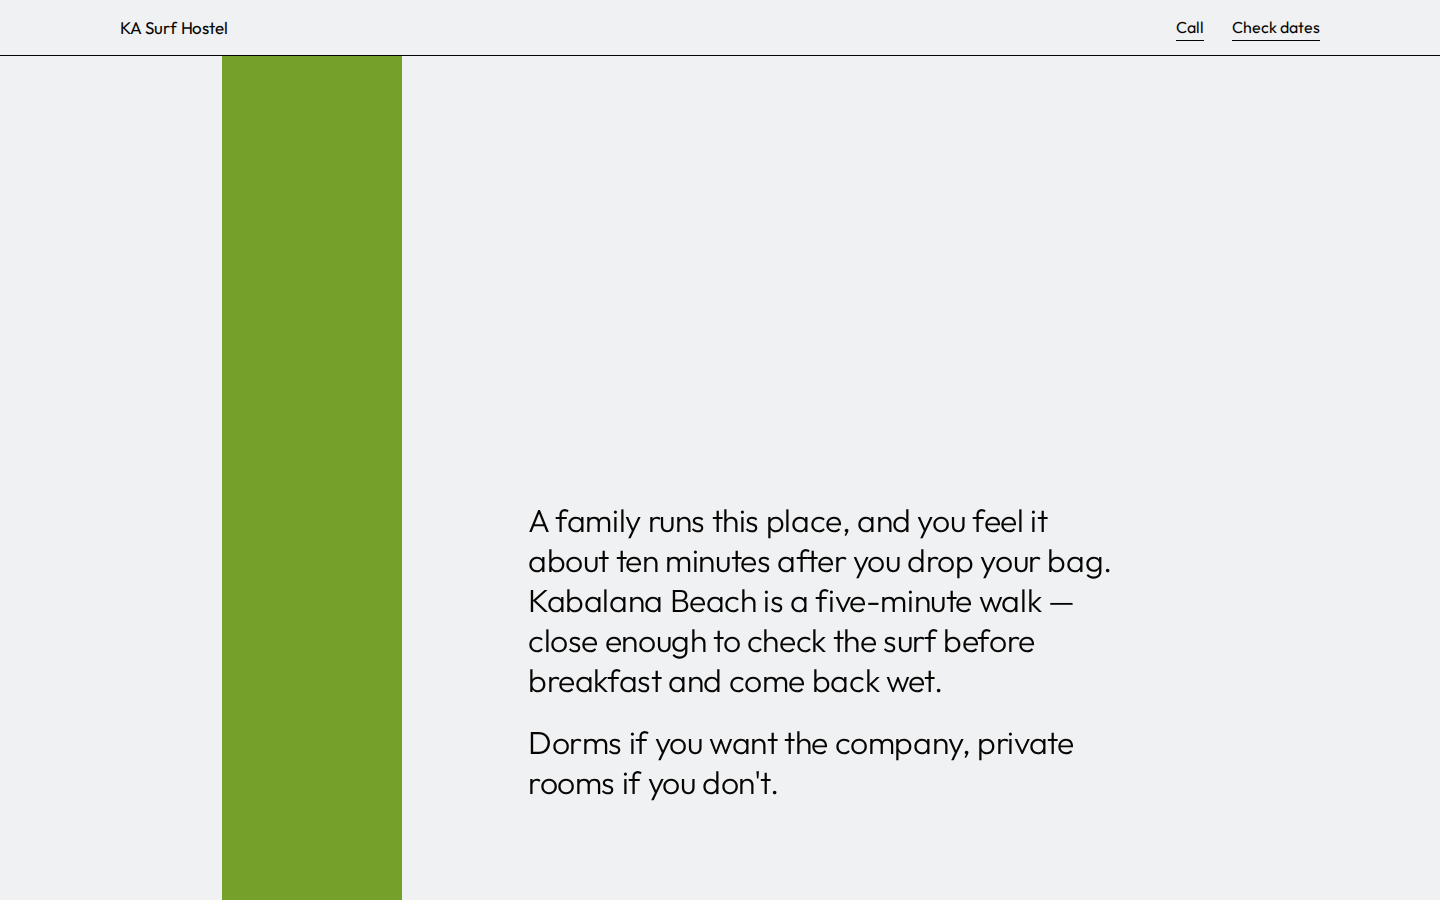 KA Surf Hostel
Call
Check dates
A family runs this place, and you feel it
about ten minutes after you drop your bag.
Kabalana Beach is a five-minute walk —
close enough to check the surf before
breakfast and come back wet.
Dorms if you want the company, private
rooms if you don't.